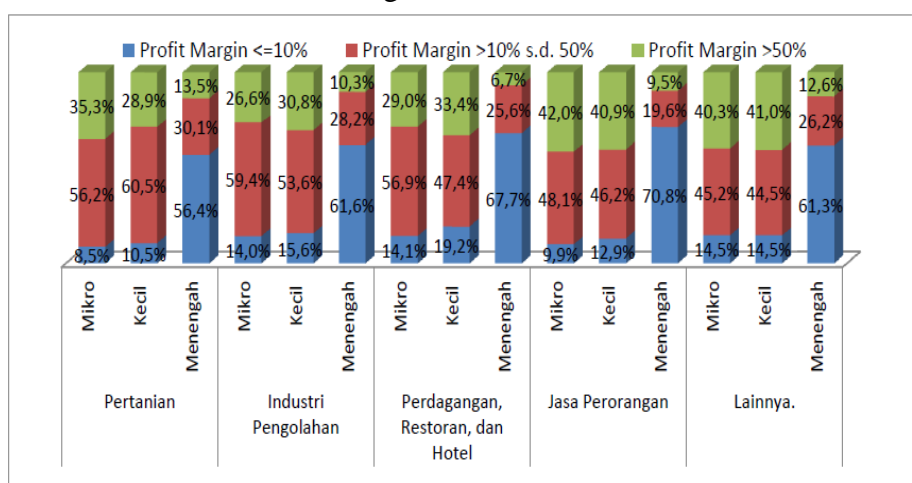 Profit Margin <=10% Profit Margin >10% s.d. 50% Profit Margin >50%
35,3% 28,9% 13,5% 26,6% 30,8% 10,3% 29,0% 33,4% 6,7% 42,0% 40,9% 9,5% 40,3% 41,0% 12,6%
56,2% 60,5% 30,1% 59,4% 53,6% 28,2% 56,9% 47,4% 25,6% 48,1% 46,2% 19,6% 45,2% 44,5% 26,2%
8,5% 10,5% 56,4% 14,0% 15,6% 61,6% 14,1% 19,2% 67,7% 9,9% 12,9% 70,8% 14,5% 14,5% 61,3%
Mikro Kecil Menengah Mikro Kecil Menengah Mikro Kecil Menengah Mikro Kecil Menengah Mikro Kecil Menengah
Pertanian
Industri
Pengolahan
Perdagangan,
Restoran, dan
Hotel
Jasa Perorangan
Lainnya.